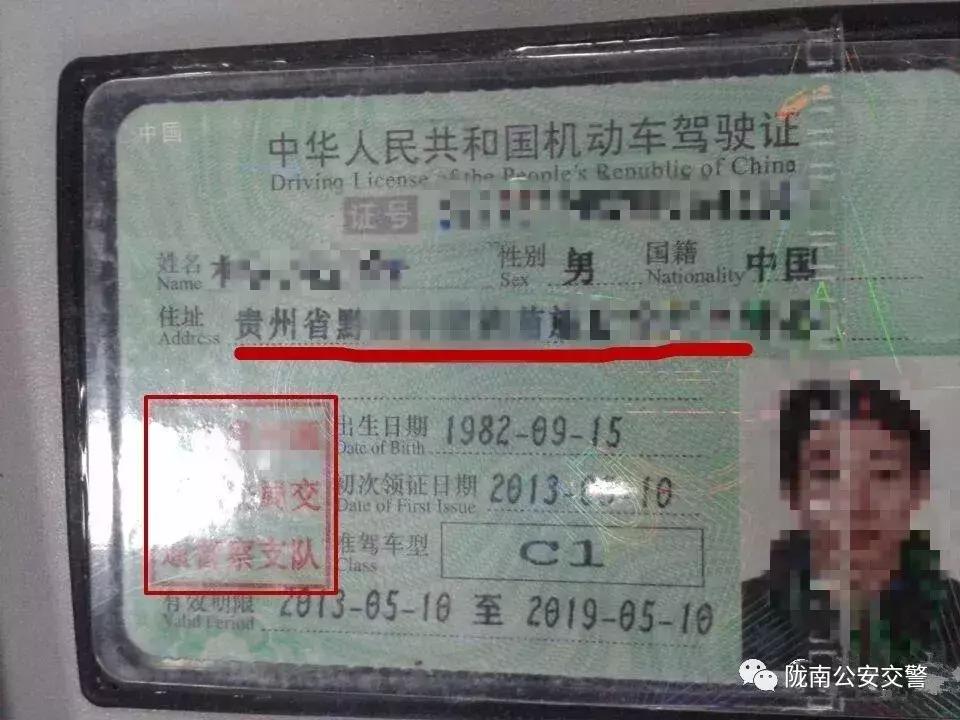 中国
中华人民共和国机动车驾驶证
Driving License of the People's Republic of China
证号
姓名
Name
性别 男
Sex
国籍 中国
Nationality
住址 贵州省黔
Address
出生日期 1982-09-15
Date of Birth
初次领证日期 2013-05-10
Date of First Issue
交
警察支队
准驾车型 C1
Class
有效期限 2013-05-10 至 2019-05-10
Valid Period
陇南公安交警